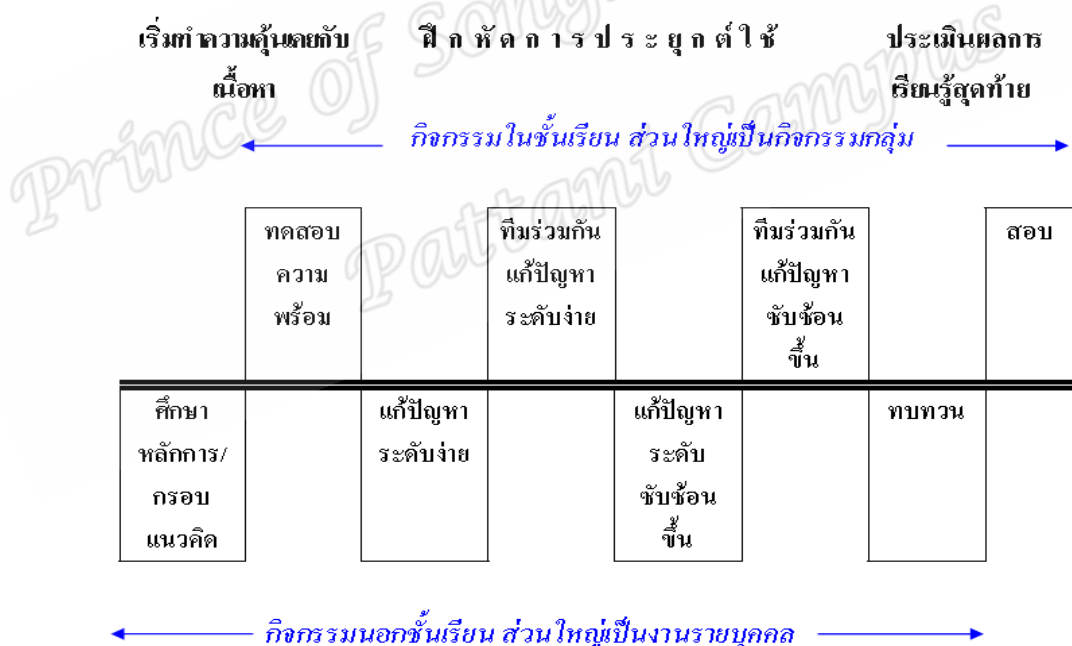 เริ่มทำความคุ้นเคยกับ ฝึกหัดการประยุกต์ใช้ ประเมินผลการ
เนื้อหา เรียนรู้สุดท้าย
กิจกรรมในชั้นเรียน ส่วนใหญ่เป็นกิจกรรมกลุ่ม
Prince of Songkla
Pattani Campus
ทดสอบ ทีมร่วมกัน ทีมร่วมกัน สอบ
ความ แก้ปัญหา แก้ปัญหา
พร้อม ระดับง่าย ซับซ้อน
ขึ้น
ศึกษา แก้ปัญหา แก้ปัญหา ทบทวน
หลักการ/ ระดับง่าย ระดับ
กรอบ ซับซ้อน
แนวคิด ขึ้น
กิจกรรมนอกชั้นเรียน ส่วนใหญ่เป็นงานรายบุคคล